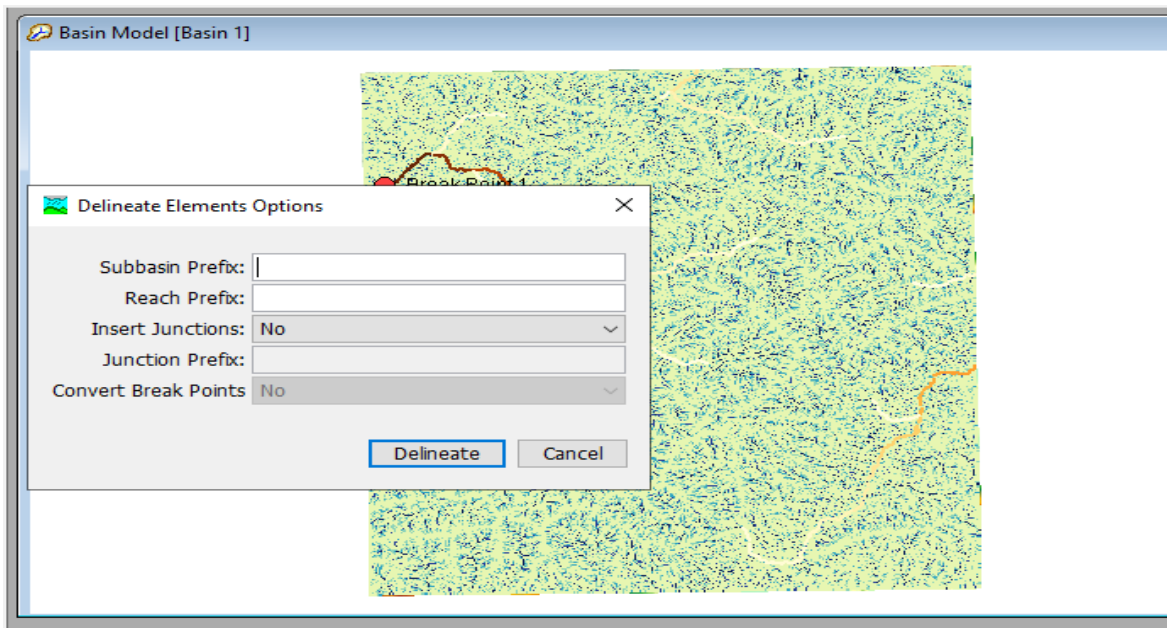 Basin Model [Basin 1]
Break Point 1
Delineate Elements Options
Subbasin Prefix:
Reach Prefix:
Insert Junctions: No
Junction Prefix:
Convert Break Points No
Delineate Cancel